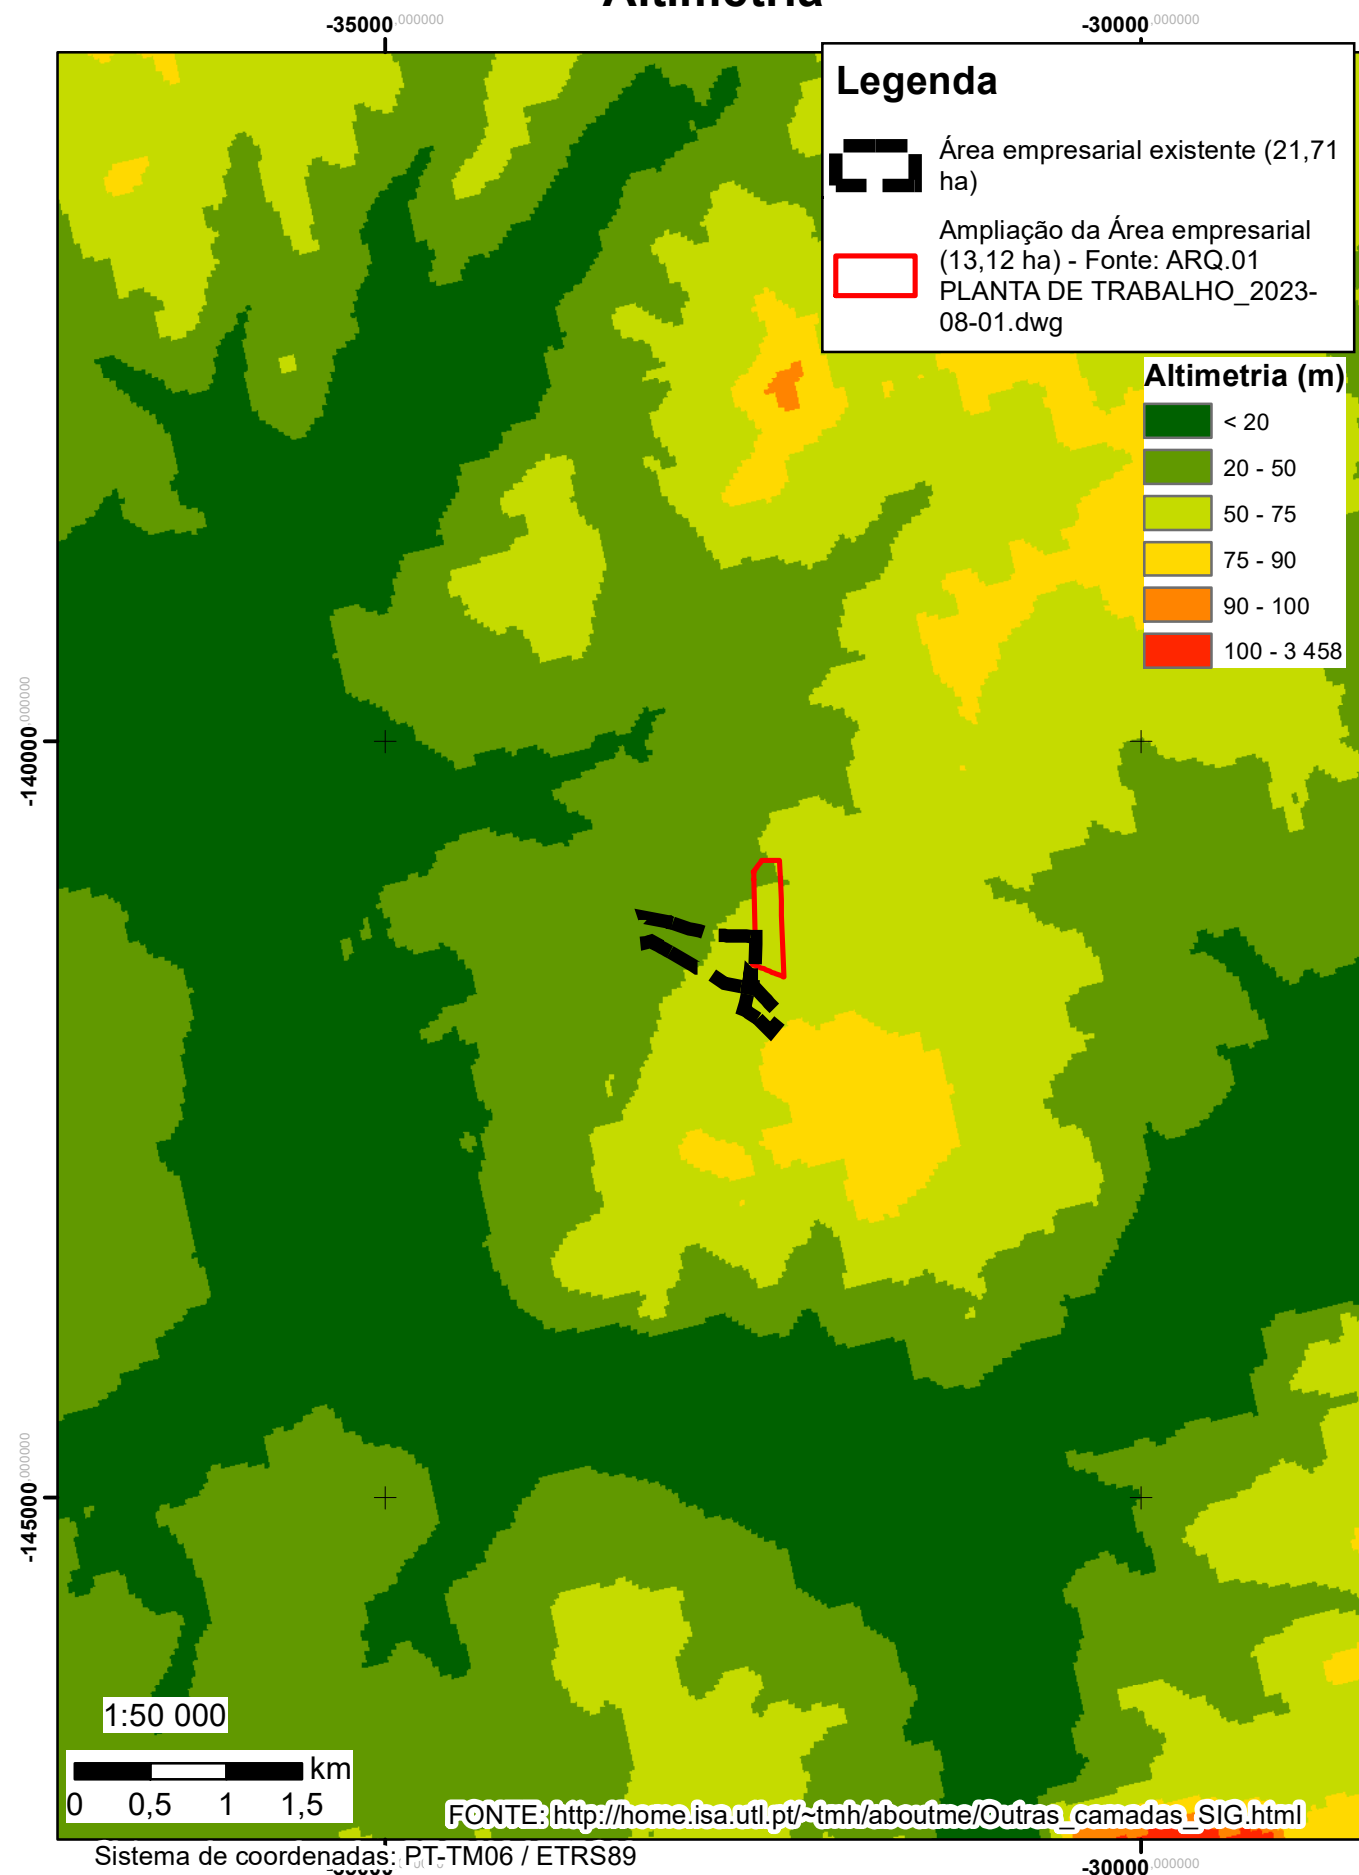 Altimetria
-35000,000000
-30000,000000
Legenda
Área empresarial existente (21,71
ha)
Ampliação da Área empresarial
(13,12 ha) - Fonte: ARQ.01
PLANTA DE TRABALHO_2023-
08-01.dwg
Altimetria (m)
< 20
20 - 50
50 - 75
75 - 90
90 - 100
100 - 3 458
-140000,000000
-145000,000000
1:50 000
km
0 0,5 1 1,5
FONTE: http://home.isa.utl.pt/~tmh/aboutme/Outras_camadas_SIG.html
Sistema de coordenadas: PT-TM06 / ETRS89
-30000,000000